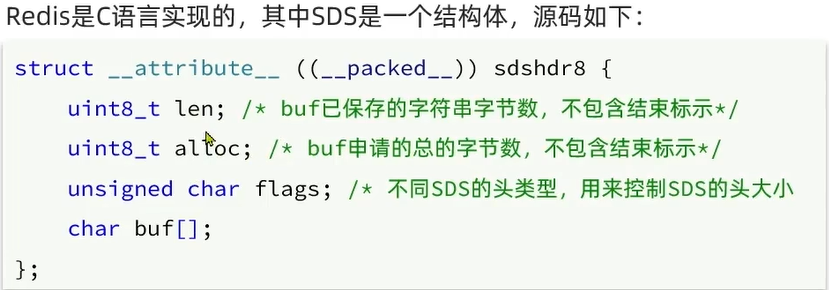 Redis是C语言实现的，其中SDS是一个结构体，源码如下：
struct __attribute__ ((__packed__)) sdshdr8 {
    uint8_t len; /* buf已保存的字符串字节数，不包含结束标示*/
    uint8_t alloc; /* buf申请的总的字节数，不包含结束标示*/
    unsigned char flags; /* 不同SDS的头类型，用来控制SDS的头大小
    char buf[];
};